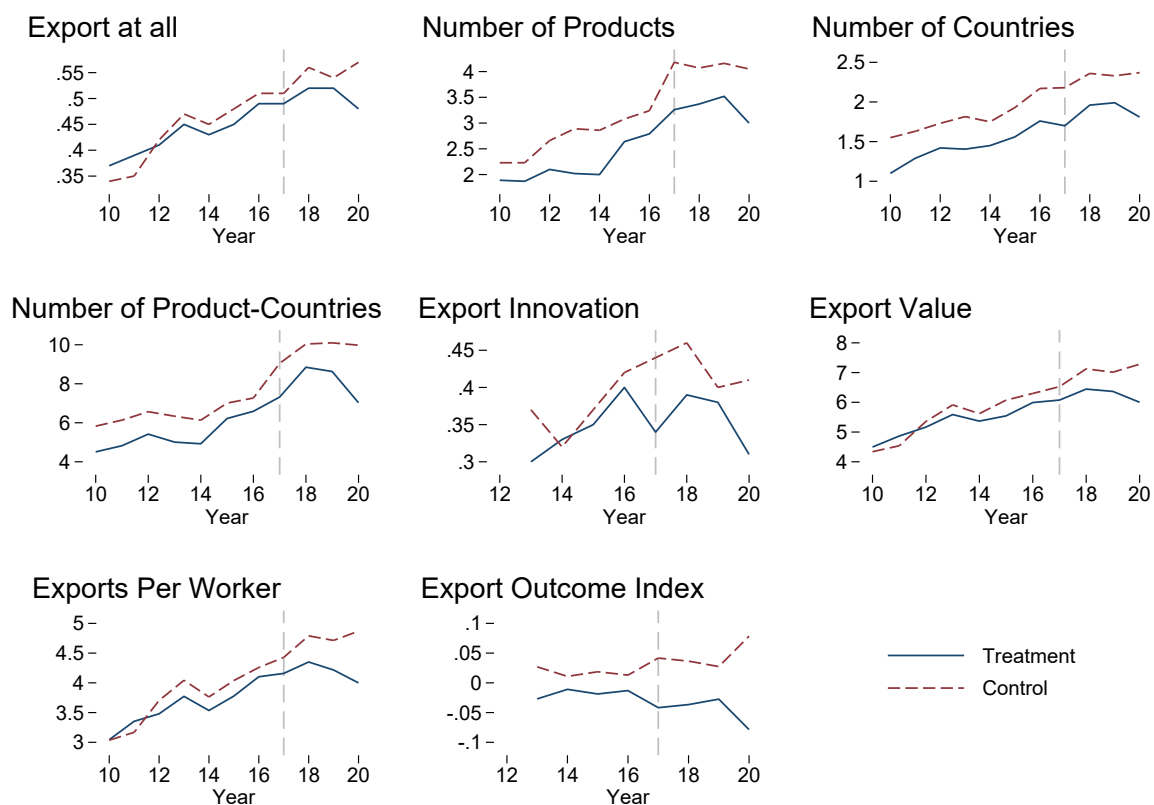 Export at all
.55
.5
.45
.4
.35
10 12 14 16 18 20
Year
Number of Products
4
3.5
3
2.5
2
10 12 14 16 18 20
Year
Number of Countries
2.5
2
1.5
1
10 12 14 16 18 20
Year
Number of Product-Countries
10
8
6
4
10 12 14 16 18 20
Year
Export Innovation
.45
.4
.35
.3
12 14 16 18 20
Year
Export Value
8
7
6
5
4
10 12 14 16 18 20
Year
Exports Per Worker
5
4.5
4
3.5
3
10 12 14 16 18 20
Year
Export Outcome Index
.1
.05
0
-.05
-.1
12 14 16 18 20
Year
Treatment
Control